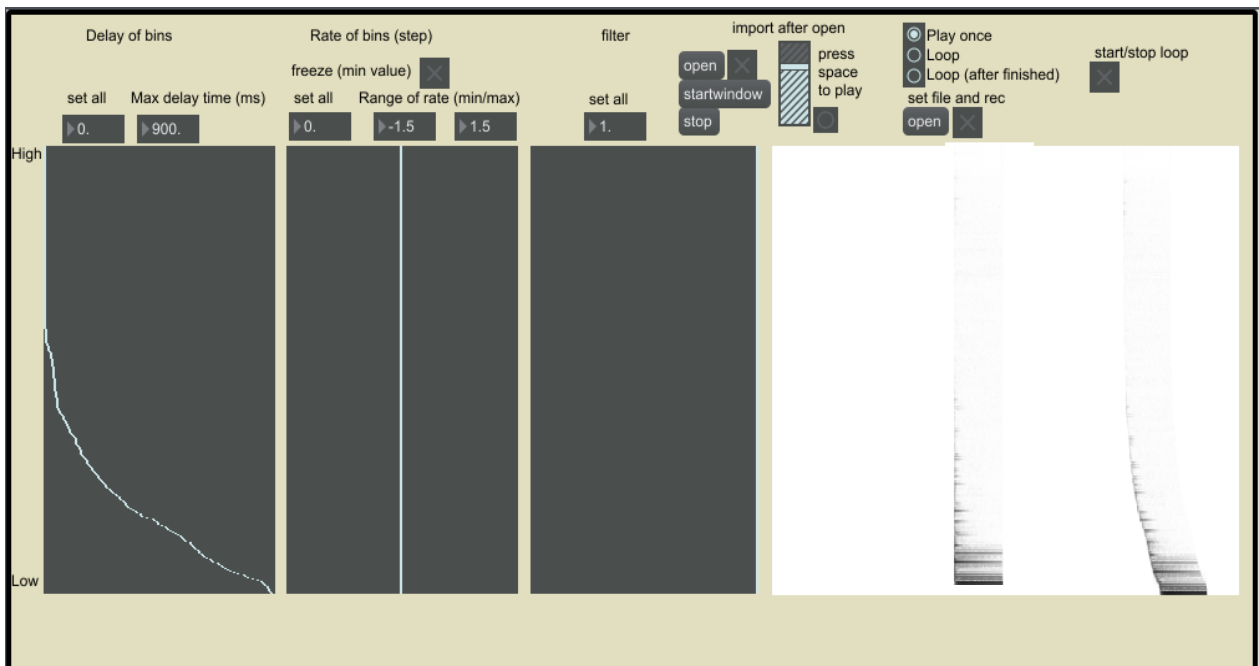 Delay of bins
Rate of bins (step)
filter
import after open
Play once
Loop
Loop (after finished)
start/stop loop
freeze (min value)
open
startwindow
stop
press
space
to play
set all
Max delay time (ms)
set all
Range of rate (min/max)
set all
set file and rec
0.
900.
0.
-1.5
1.5
1.
open
High
Low